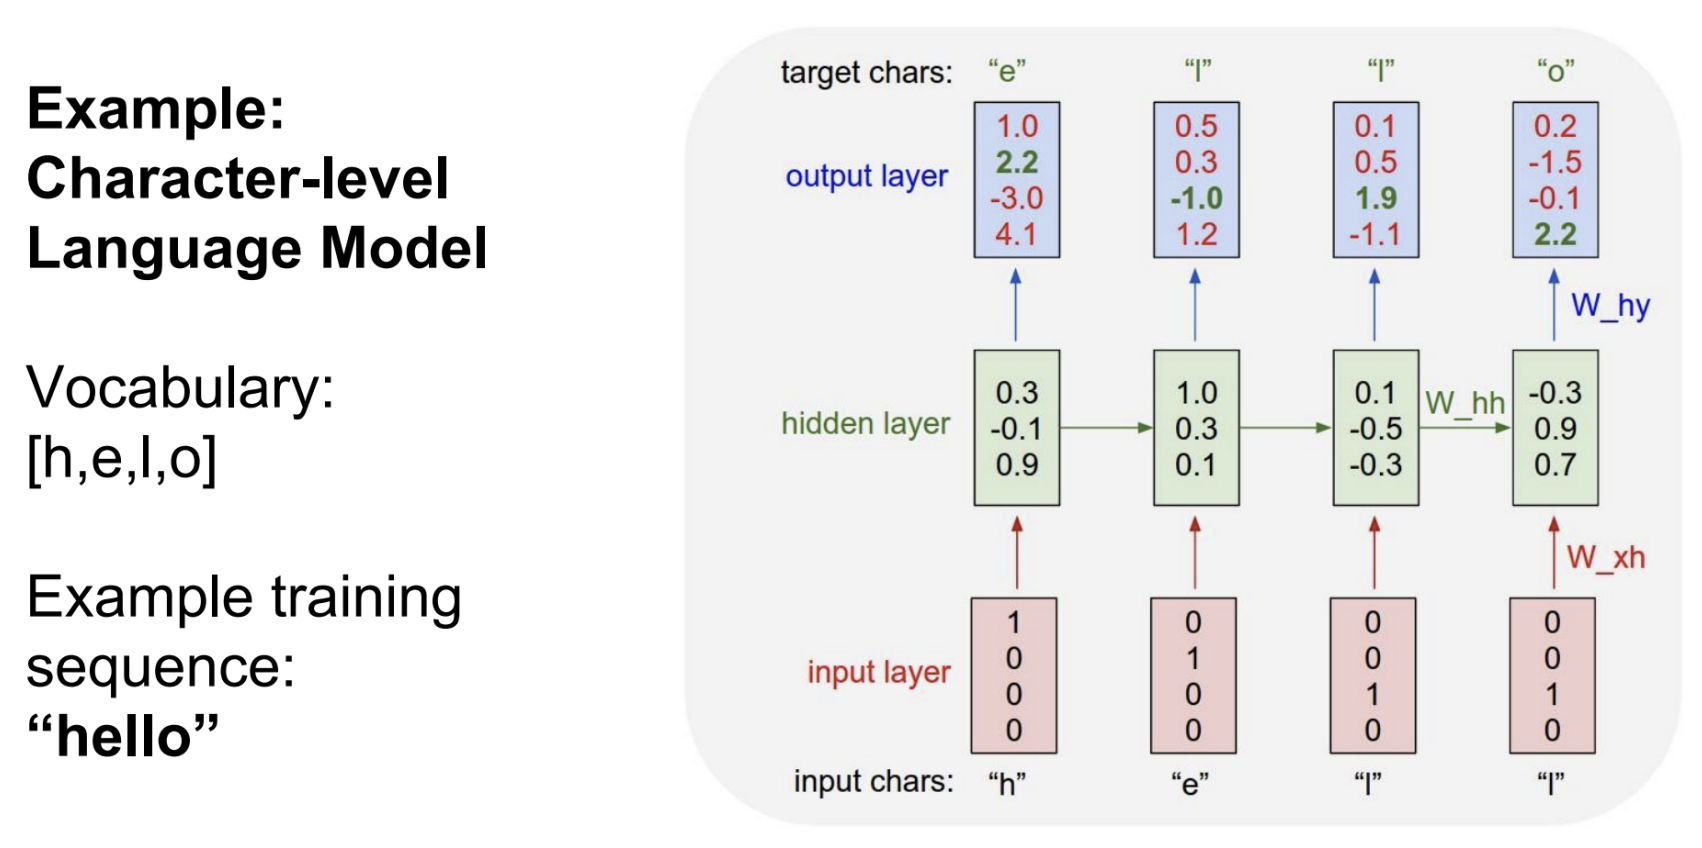 Example:
Character-level
Language Model
Vocabulary:
[h,e,l,o]
Example training
sequence:
“hello”
target chars: “e” “l” “l” “o”
output layer
1.0 0.5 0.1 0.2
2.2 0.3 0.5 -1.5
-3.0 -1.0 1.9 -0.1
4.1 1.2 -1.1 2.2
W_hy
hidden layer
0.3 1.0 0.1 -0.3
-0.1 0.3 -0.5 0.9
0.9 0.1 -0.3 0.7
W_hh
W_xh
input layer
1 0 0 0
0 1 0 0
0 0 1 1
0 0 0 0
input chars: “h” “e” “l” “l”